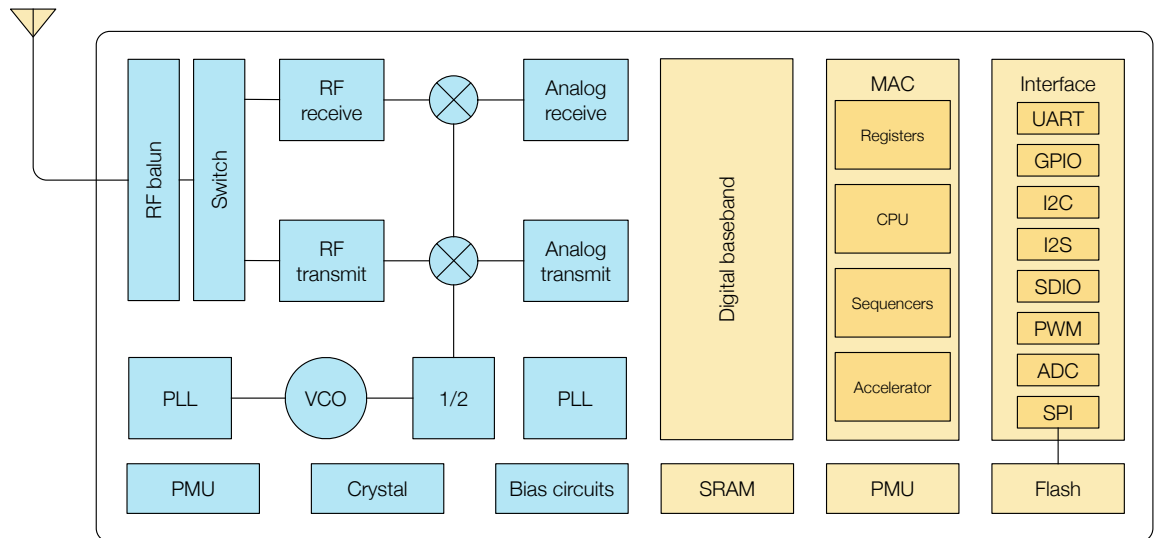 RF balun
Switch
RF
receive
Analog
receive
RF
transmit
Analog
transmit
PLL
VCO
1/2
PLL
PMU
Crystal
Bias circuits
Digital baseband
SRAM
MAC
Registers
CPU
Sequencers
Accelerator
PMU
Interface
UART
GPIO
I2C
I2S
SDIO
PWM
ADC
SPI
Flash